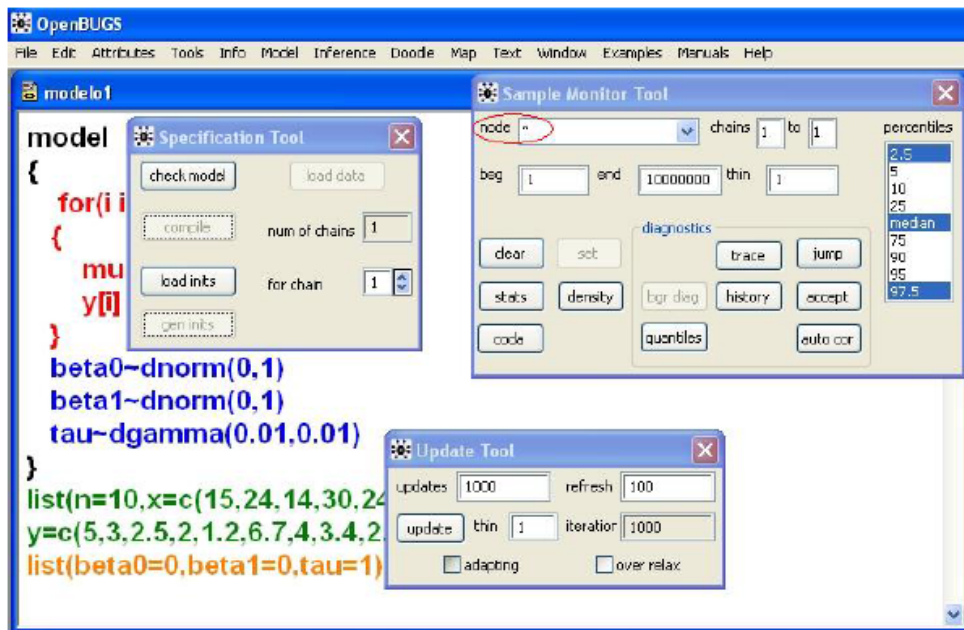 OpenBUGS
File Edit Attributes Tools Info Model Inference Doodle Map Text Window Examples Manuals Help
modelo1
model
{
for(i i
{
mu
y[i]
}
beta0~dnorm(0,1)
beta1~dnorm(0,1)
tau~dgamma(0.01,0.01)
}
list(n=10,x=c(15,24,14,30,24
y=c(5,3,2.5,2,1.2,6.7,4,3.4,2.
list(beta0=0,beta1=0,tau=1)
Specification Tool
check model load data
compile num of chains 1
load inits for chain 1
gen inits
Sample Monitor Tool
node * chains 1 to 1 percentiles
beg 1 end 10000000 thin 1
2.5
5
10
25
median
75
90
95
97.5
diagnostics
clear set trace jump
stats density bgr diag history accept
coda quantiles auto cor
Update Tool
updates 1000 refresh 100
update thin 1 iteration 1000
adapting over relax